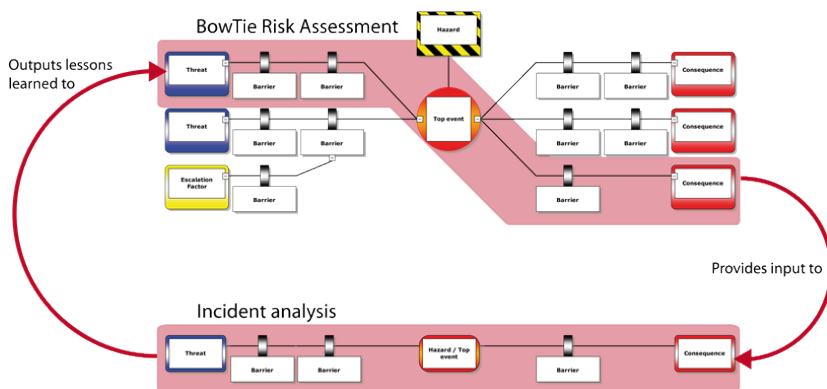 BowTie Risk Assessment
Hazard
Outputs lessons
learned to
Threat
Barrier
Barrier
Top event
Barrier
Barrier
Consequence
Threat
Barrier
Barrier
Barrier
Barrier
Consequence
Escalation
Factor
Barrier
Barrier
Consequence
Provides input to
Incident analysis
Threat
Barrier
Barrier
Hazard / Top
event
Barrier
Consequence